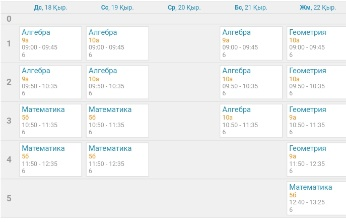 Дс, 18 Қыр.
Сс, 19 Қыр.
Ср, 20 Қыр.
Бс, 21 Қыр.
Жм, 22 Қыр.
0
1
Алгебра
9а
09:00 - 09:45
6
Алгебра
10а
09:00 - 09:45
6
Алгебра
9а
09:00 - 09:45
6
Геометрия
10а
09:00 - 09:45
6
2
Алгебра
9а
09:50 - 10:35
6
Алгебра
10а
09:50 - 10:35
6
Алгебра
9а
09:50 - 10:35
6
Геометрия
10а
09:50 - 10:35
6
3
Математика
5б
10:50 - 11:35
6
Математика
5б
10:50 - 11:35
6
Алгебра
10а
10:50 - 11:35
6
Геометрия
9а
10:50 - 11:35
6
4
Математика
5б
11:50 - 12:35
6
Математика
5б
11:50 - 12:35
6
Геометрия
9а
11:50 - 12:35
6
5
Математика
5б
12:40 - 13:25
6